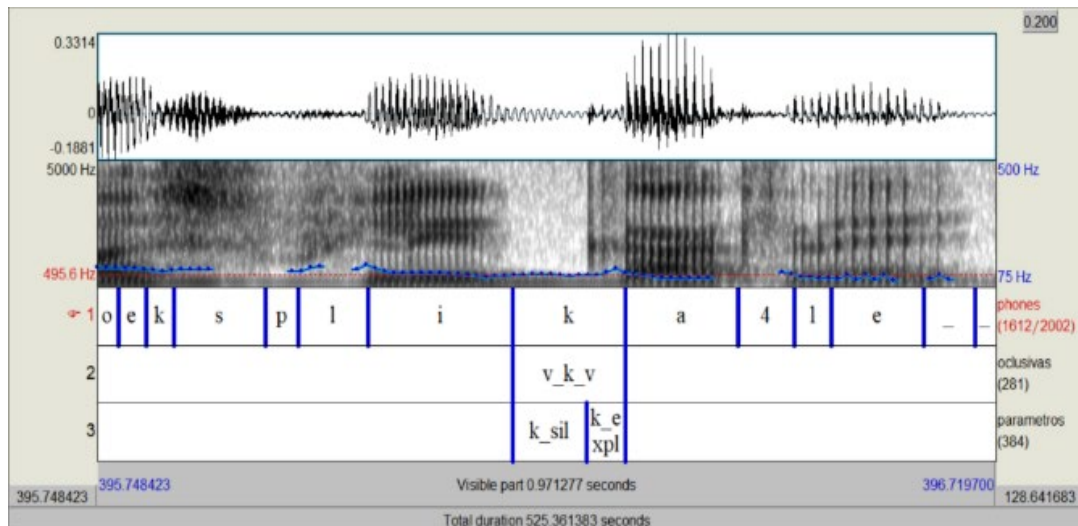 0.200
0.3314
0
-0.1881
5000 Hz
500 Hz
495.6 Hz
75 Hz
1 o e k s p l i k a 4 l e _ _ phones
(1612/2002)
2 v_k_v oclusivas
(281)
3 k_sil k_e
xpl parametros
(384)
395.748423 Visible part 0.971277 seconds 396.719700
395.748423 128.641683
Total duration 525.361383 seconds